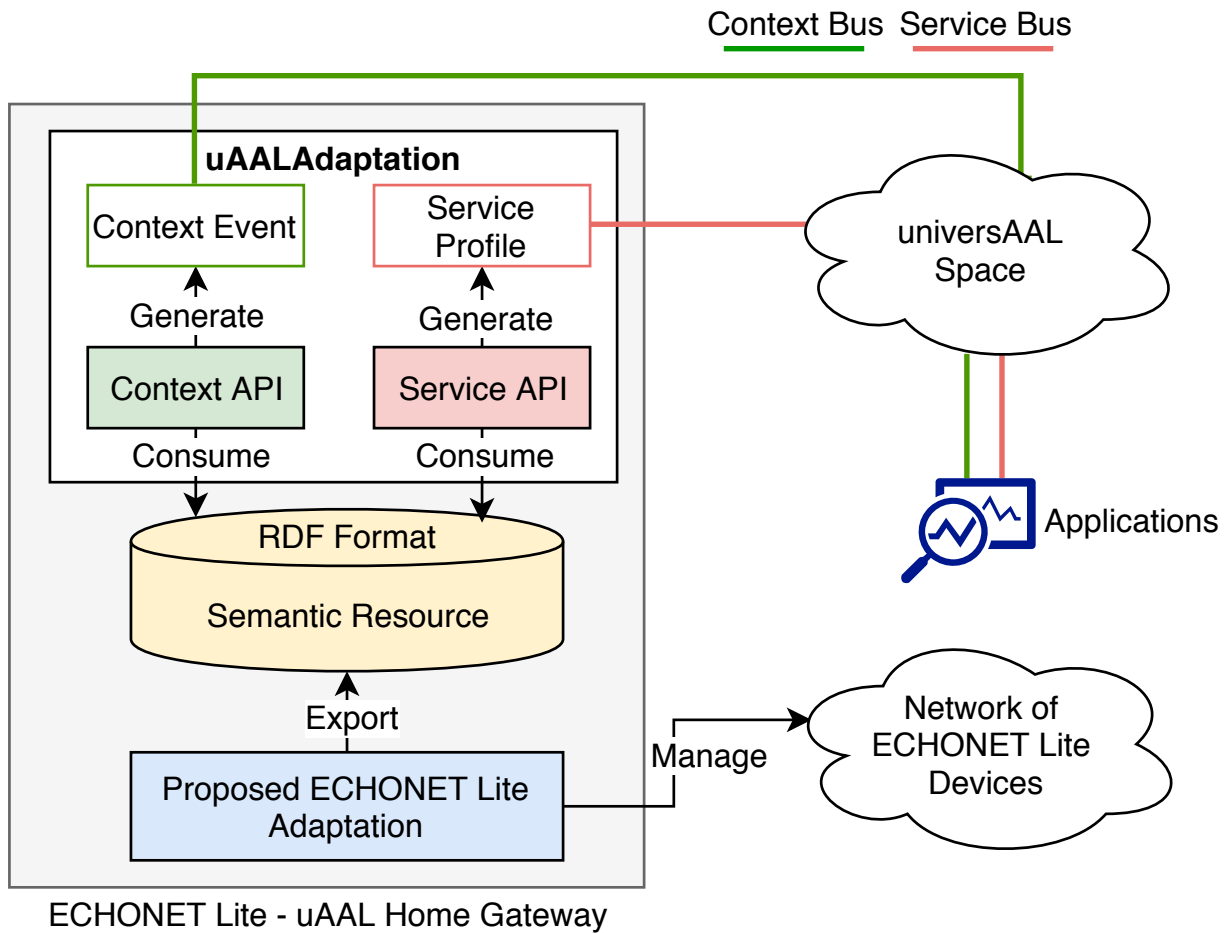 Context Bus
Service Bus
uAALAdaptation
Context Event
Service
Profile
Generate
Generate
Context API
Service API
Consume
Consume
RDF Format
Semantic Resource
Export
Proposed ECHONET Lite
Adaptation
Manage
universAAL
Space
Applications
Network of
ECHONET Lite
Devices
ECHONET Lite - uAAL Home Gateway